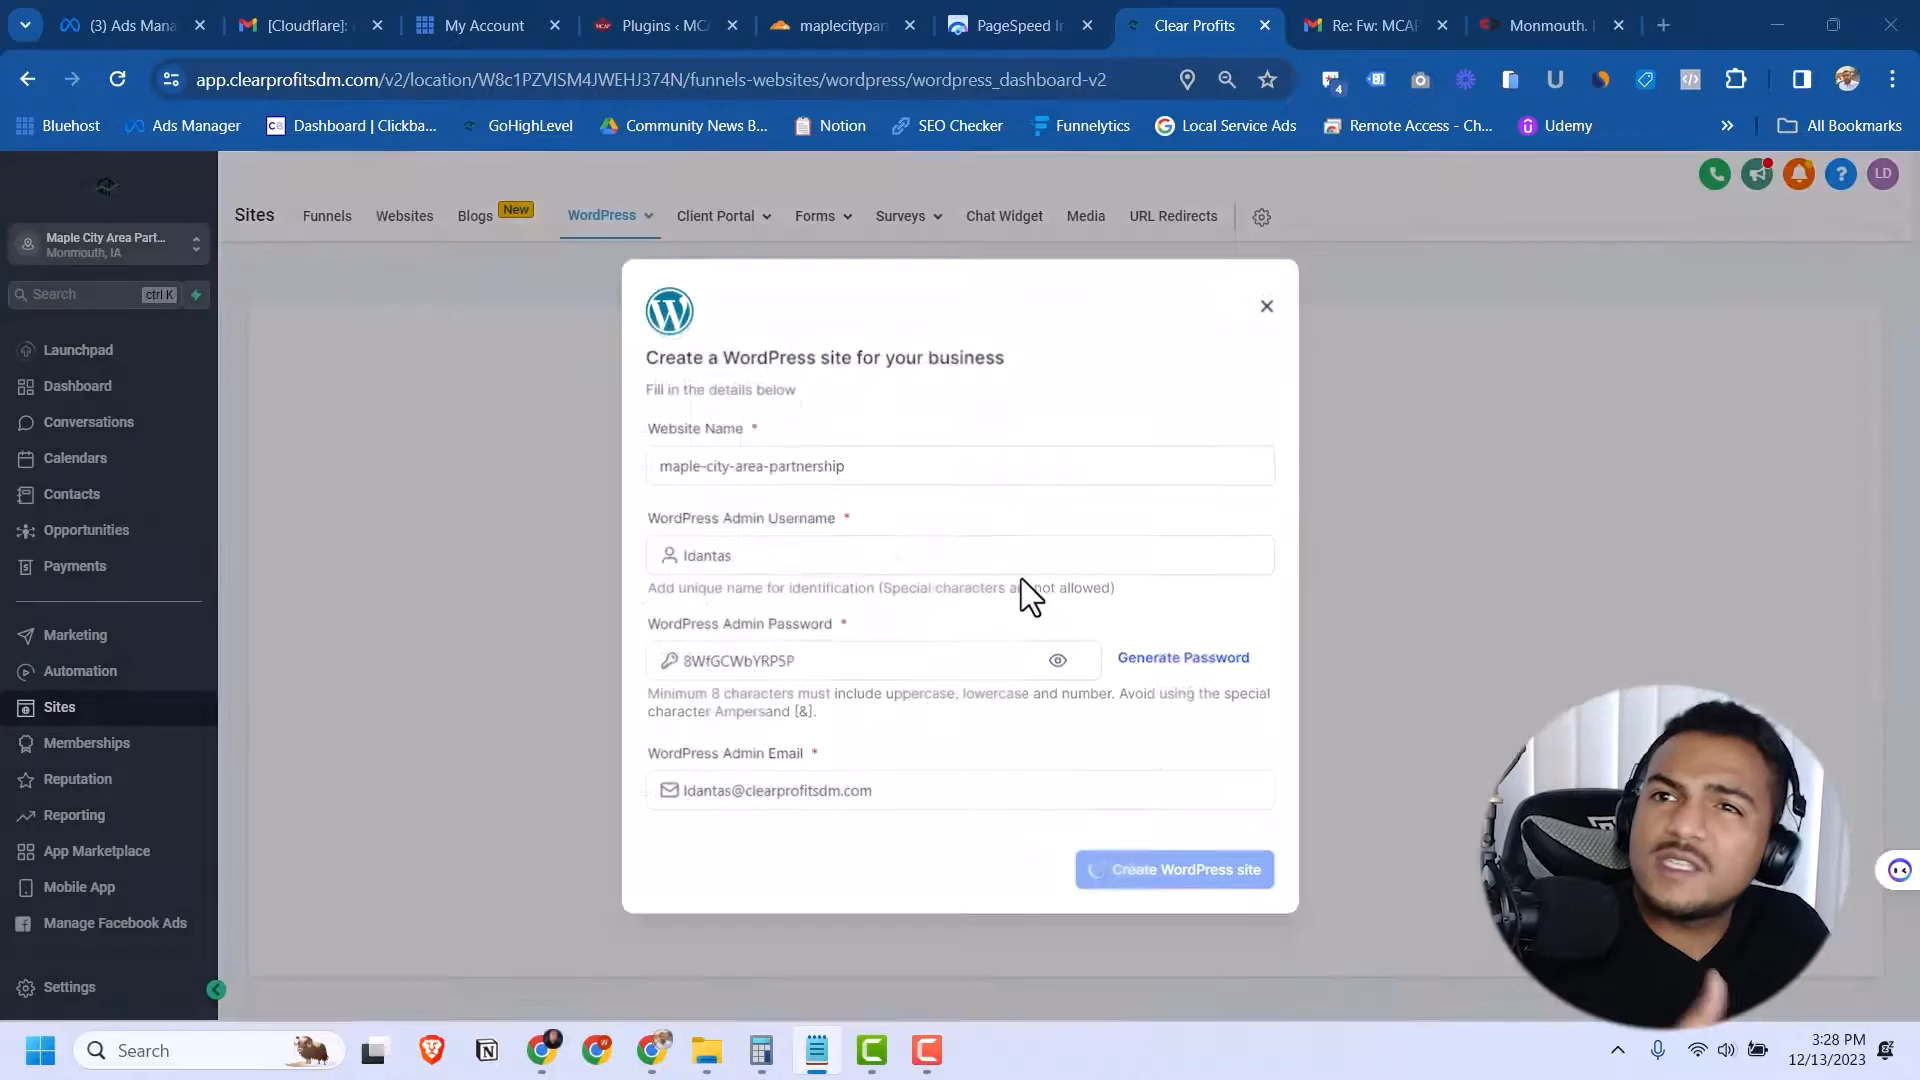 (3) Ads Mana
[Cloudflare]:
My Account
Plugins ‹ MCA
maplecitypar
PageSpeed In
Clear Profits
Re: Fw: MCAP
Monmouth.
app.clearprofitsdm.com/v2/location/W8c1PZVISM4JWEHJ374N/funnels-websites/wordpress/wordpress_dashboard-v2
4
Bluehost
Ads Manager
CB
Dashboard | Clickba...
GoHighLevel
Community News B...
Notion
SEO Checker
Funnelytics
Local Service Ads
Remote Access - Ch...
Udemy
All Bookmarks
LD
Sites
Funnels
Websites
Blogs
New
WordPress
Client Portal
Forms
Surveys
Chat Widget
Media
URL Redirects
Maple City Area Part...
Monmouth, IA
Search
ctrl K
Launchpad
Dashboard
Conversations
Calendars
Contacts
Opportunities
Payments
Marketing
Automation
Sites
Memberships
Reputation
Reporting
App Marketplace
Mobile App
Manage Facebook Ads
Settings
Create a WordPress site for your business
Fill in the details below
Website Name *
maple-city-area-partnership
WordPress Admin Username *
ldantas
Add unique name for identification (Special characters are not allowed)
WordPress Admin Password *
8WfGCWbYRP5P
Generate Password
Minimum 8 characters must include uppercase, lowercase and number. Avoid using the special
character Ampersand [&].
WordPress Admin Email *
ldantas@clearprofitsdm.com
Create WordPress site
Search
3:28 PM
12/13/2023